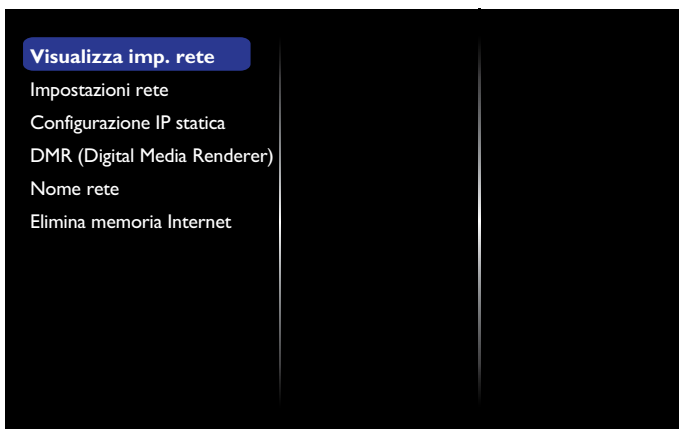 Visualizza imp. rete
Impostazioni rete
Configurazione IP statica
DMR (Digital Media Renderer)
Nome rete
Elimina memoria Internet